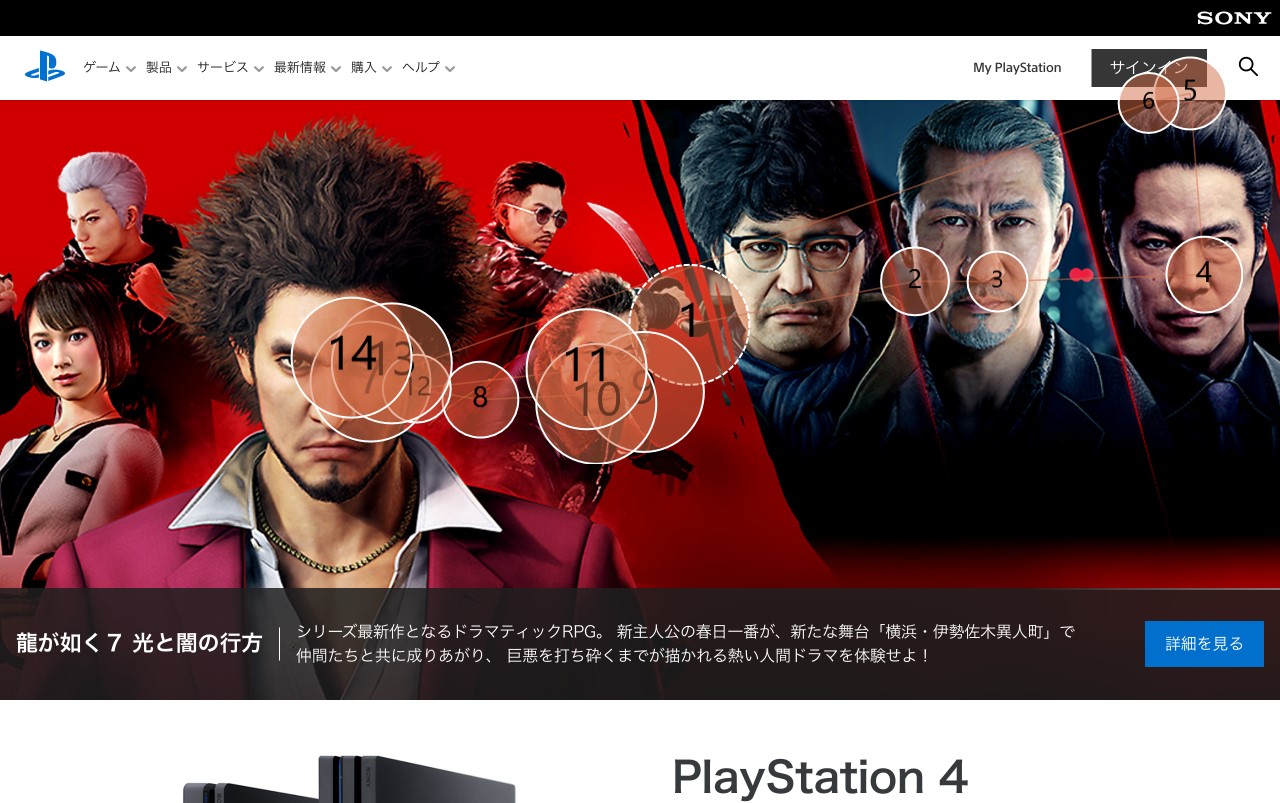 SONY
ゲーム 製品 サービス 最新情報 購入 ヘルプ My PlayStation サインイン
6 5
2 3 4
1
14 13 7 12 8 11 10 9
龍が如く７ 光と闇の行方
シリーズ最新作となるドラマティックRPG。 新主人公の春日一番が、新たな舞台「横浜・伊勢佐木異人町」で
仲間たちと共に成りあがり、 巨悪を打ち砕くまでが描かれる熱い人間ドラマを体験せよ！
詳細を見る
SONY
PlayStation 4